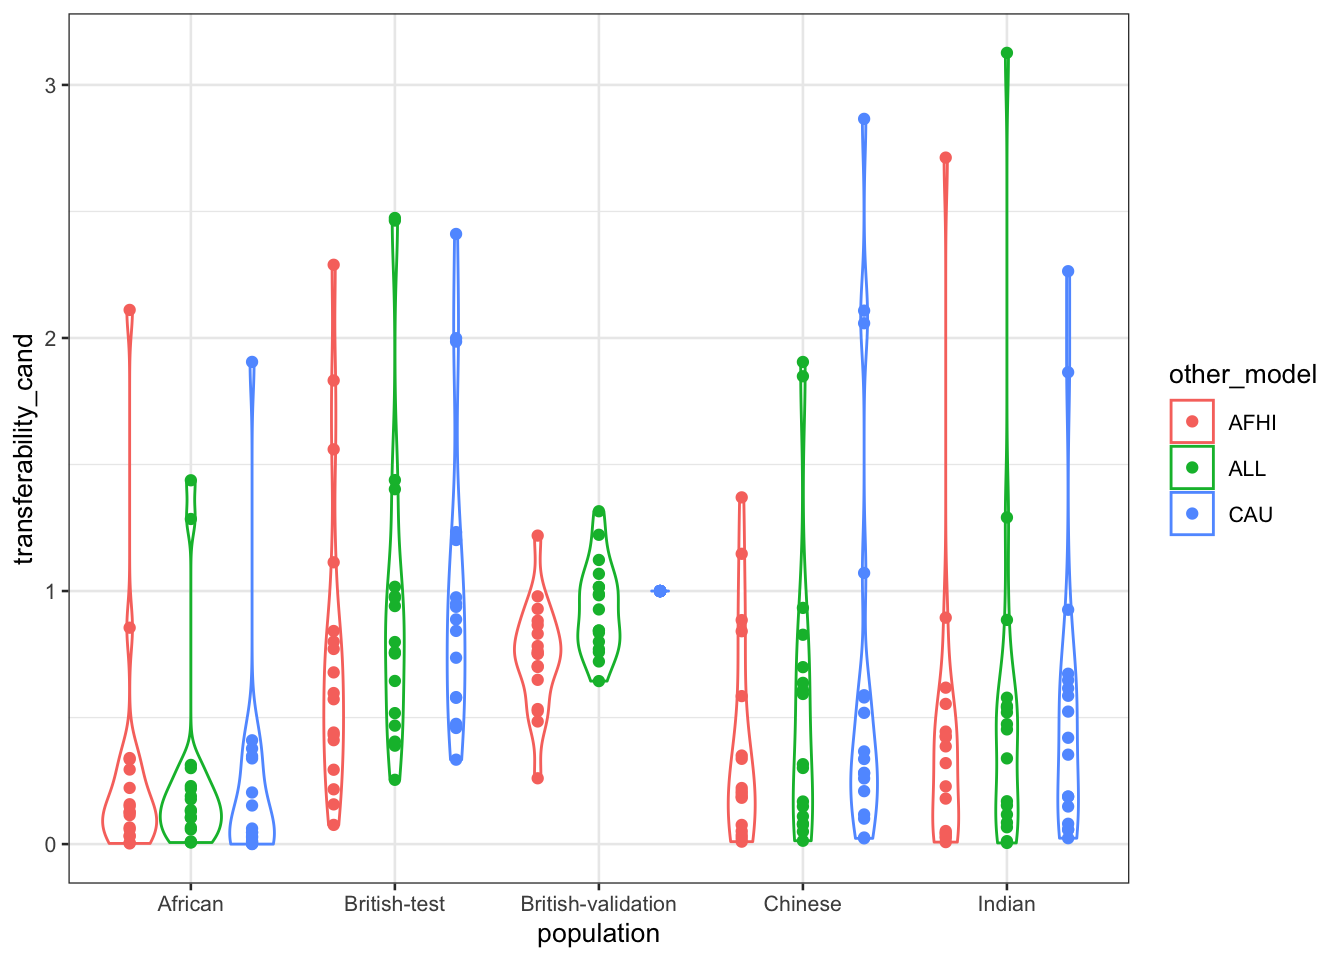 3
2
1
0
transferability_cand
African
British-test
British-validation
Chinese
Indian
population
other_model
AFHI
ALL
CAU